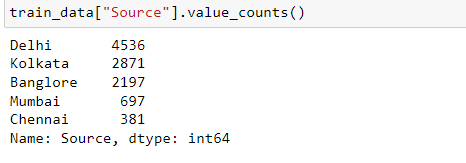 train_data["Source"].value_counts()
Delhi 4536
Kolkata 2871
Banglore 2197
Mumbai 697
Chennai 381
Name: Source, dtype: int64